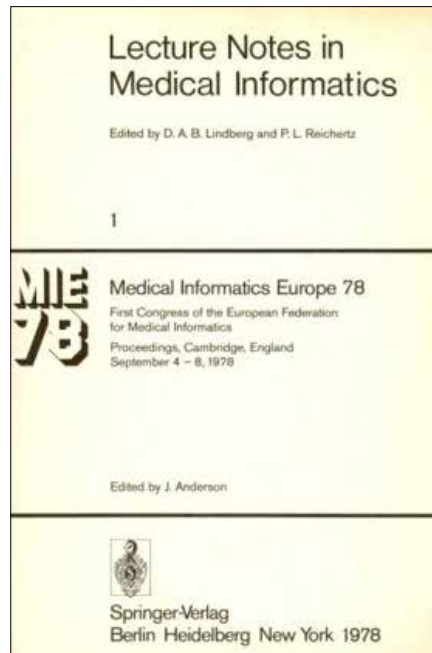 Lecture Notes in
Medical Informatics
Edited by D. A. B. Lindberg and P. L. Reichertz
1
MIE
78
Medical Informatics Europe 78
First Congress of the European Federation
for Medical Informatics
Proceedings, Cambridge, England
September 4 – 8, 1978
Edited by J. Anderson
Springer-Verlag
Berlin Heidelberg New York 1978